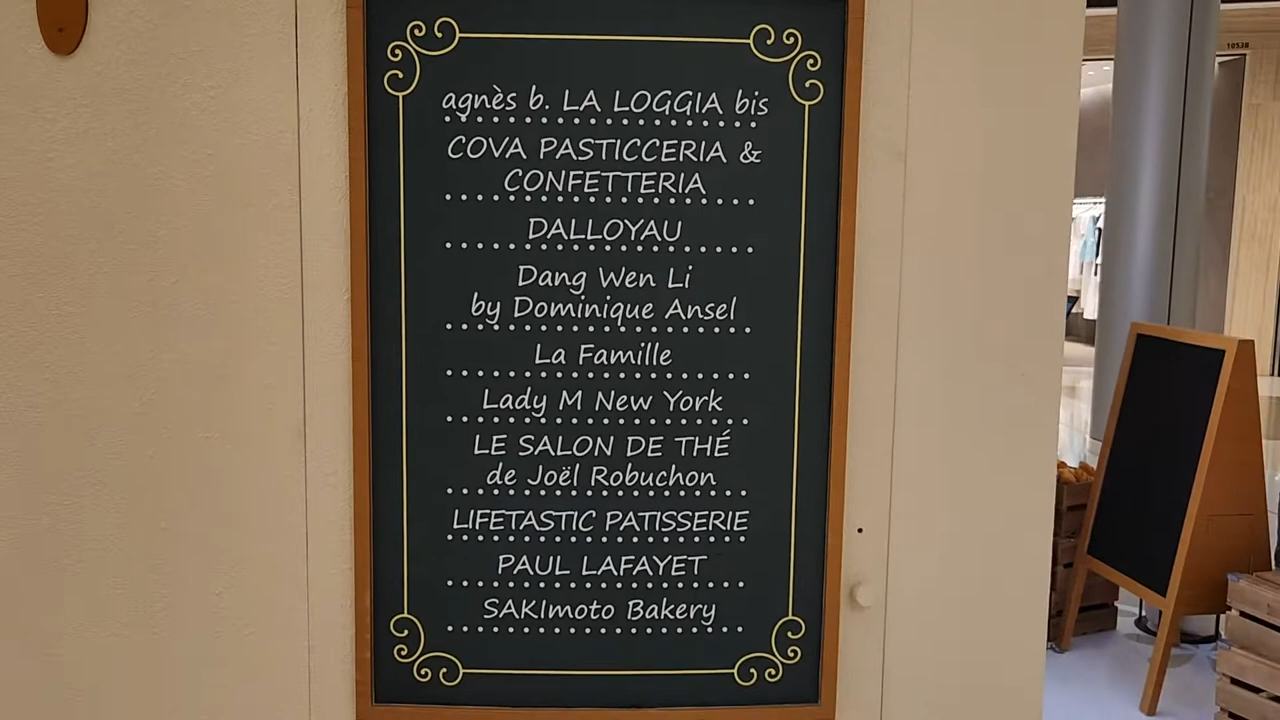 agnès b. LA LOGGIA bis
COVA PASTICCERIA &
CONFETTERIA
DALLOYAU
Dang Wen Li
by Dominique Ansel
La Famille
Lady M New York
LE SALON DE THÉ
de Joël Robuchon
LIFETASTIC PATISSERIE
PAUL LAFAYET
SAKImoto Bakery
1053B